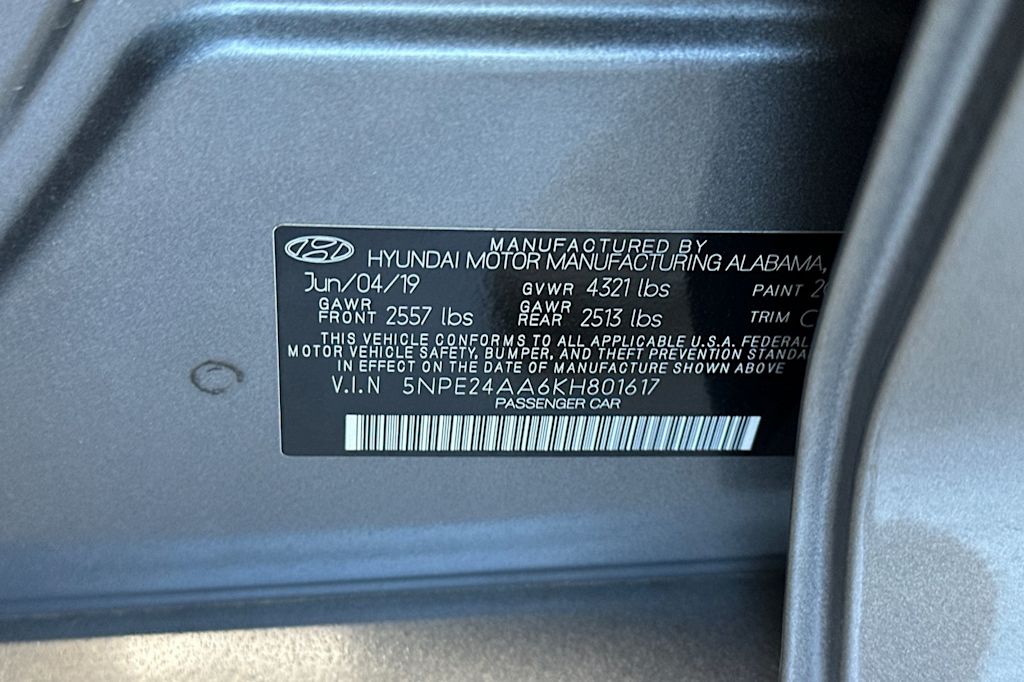 MANUFACTURED BY
HYUNDAI MOTOR MANUFACTURING ALABAMA,
Jun/04/19 GVWR 4321 lbs PAINT
GAWR FRONT 2557 lbs GAWR REAR 2513 lbs TRIM
THIS VEHICLE CONFORMS TO ALL APPLICABLE U.S.A. FEDERAL
MOTOR VEHICLE SAFETY, BUMPER, AND THEFT PREVENTION
IN EFFECT ON THE DATE OF MANUFACTURE SHOWN ABOVE
V.I.N 5NPE24AA6KH801617
PASSENGER CAR